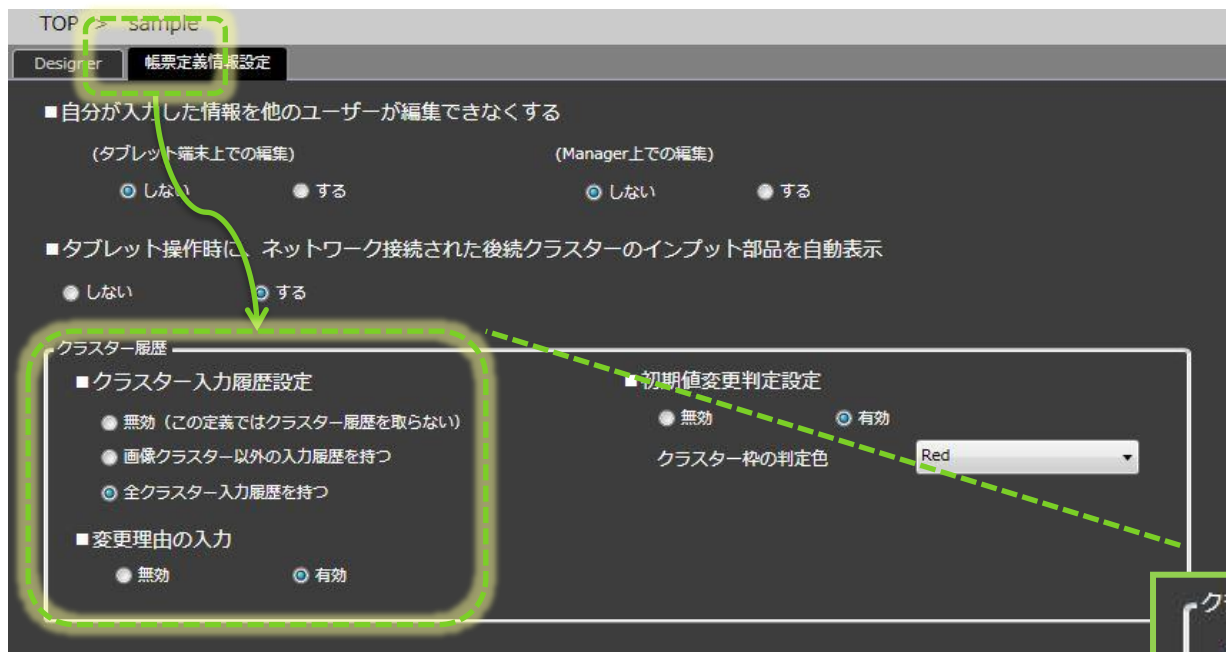 TOP > sample
Designer 帳票定義情報設定
■自分が入力した情報を他のユーザーが編集できなくする
(タブレット端末上での編集) (Manager上での編集)
しない する しない する
■タブレット操作時に、ネットワーク接続された後続クラスターのインプット部品を自動表示
しない する
クラスター履歴
■クラスター入力履歴設定 ■初期値変更判定設定
無効（この定義ではクラスター履歴を取らない） 無効 有効
画像クラスター以外の入力履歴を持つ クラスター枠の判定色 Red
全クラスター入力履歴を持つ
■変更理由の入力
無効 有効